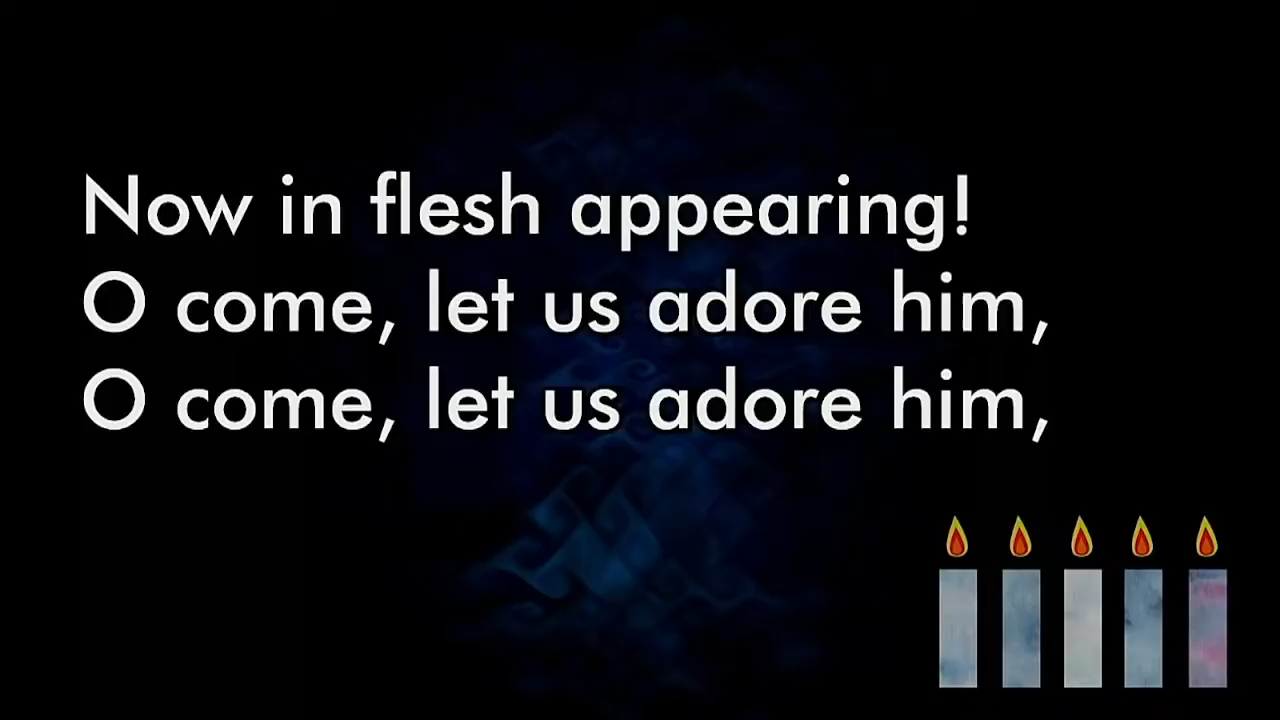 Now in flesh appearing!
O come, let us adore him,
O come, let us adore him,